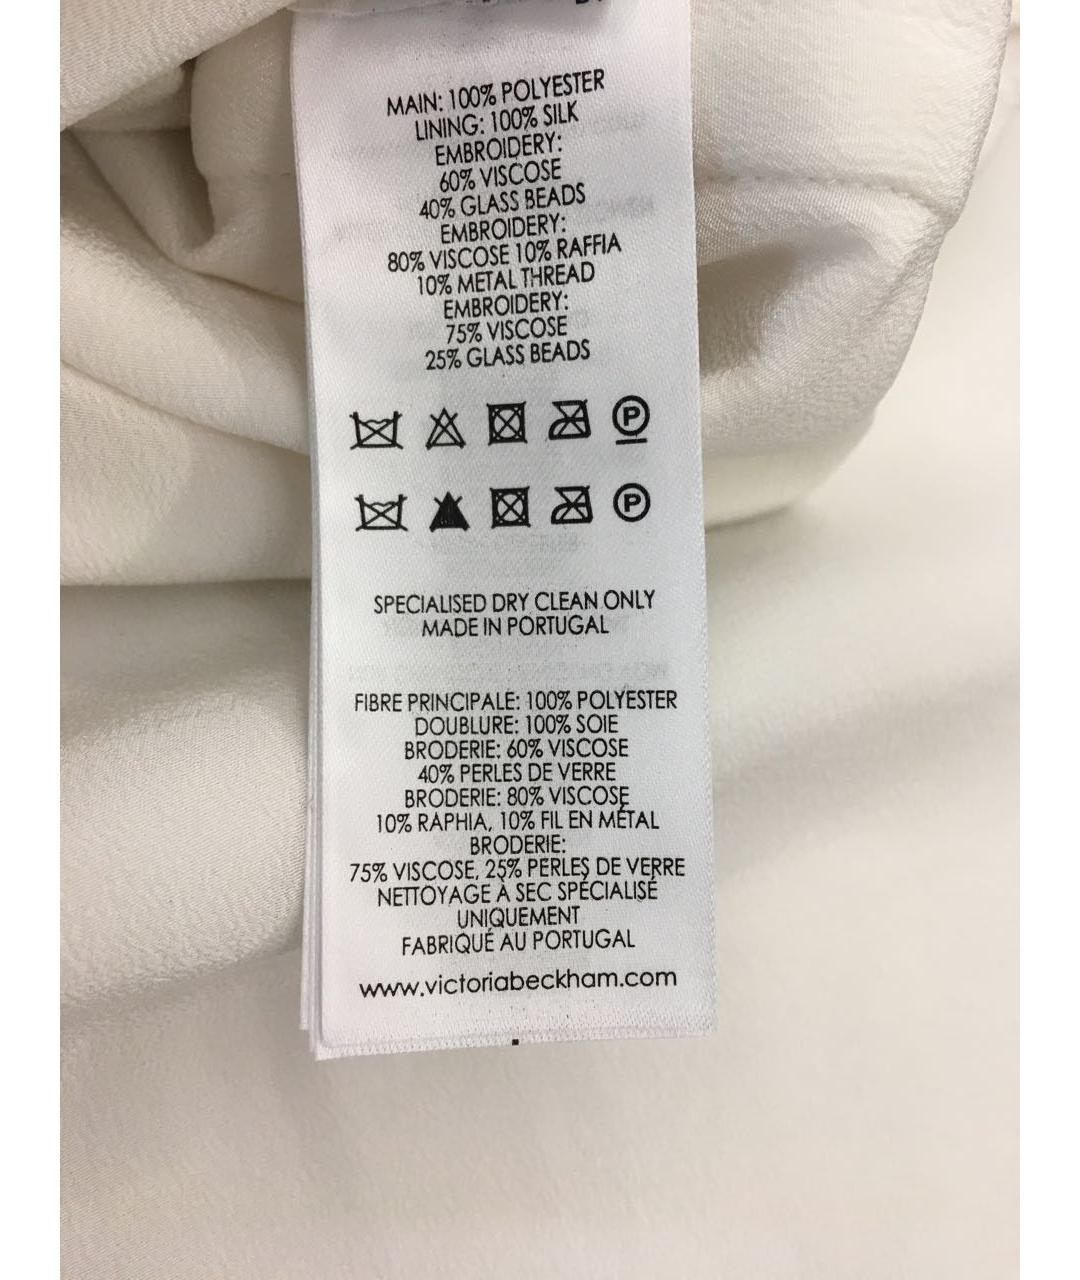 MAIN: 100% POLYESTER
LINING: 100% SILK
EMBROIDERY:
60% VISCOSE
40% GLASS BEADS
EMBROIDERY:
80% VISCOSE 10% RAFFIA
10% METAL THREAD
EMBROIDERY:
75% VISCOSE
25% GLASS BEADS
P
P
SPECIALISED DRY CLEAN ONLY
MADE IN PORTUGAL
FIBRE PRINCIPALE: 100% POLYESTER
DOUBLURE: 100% SOIE
BRODERIE: 60% VISCOSE
40% PERLES DE VERRE
BRODERIE: 80% VISCOSE
10% RAPHIA, 10% FIL EN MÉTAL
BRODERIE:
75% VISCOSE, 25% PERLES DE VERRE
NETTOYAGE À SEC SPÉCIALISÉ
UNIQUEMENT
FABRIQUÉ AU PORTUGAL
www.victoriabeckham.com